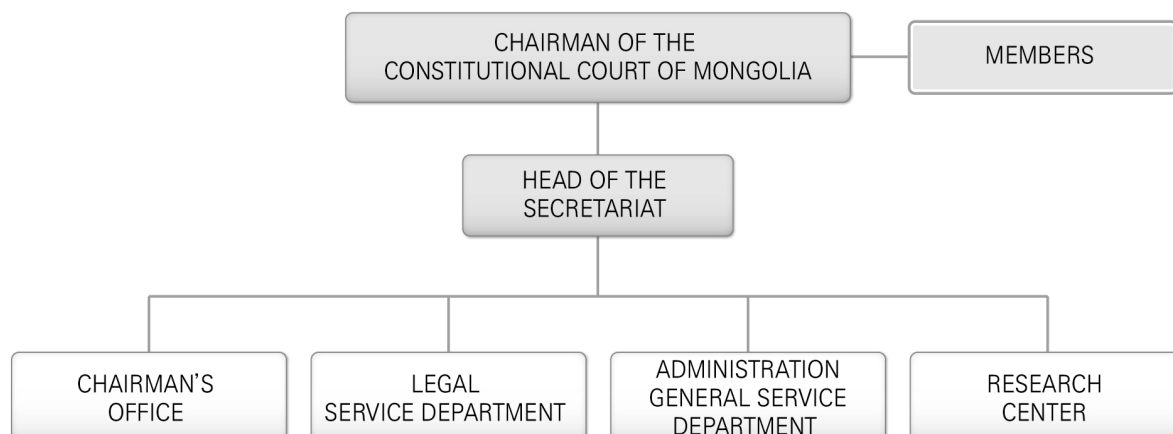 CHAIRMAN OF THE
CONSTITUTIONAL COURT OF MONGOLIA
MEMBERS
HEAD OF THE
SECRETARIAT
CHAIRMAN'S
OFFICE
LEGAL
SERVICE DEPARTMENT
ADMINISTRATION
GENERAL SERVICE
DEPARTMENT
RESEARCH
CENTER